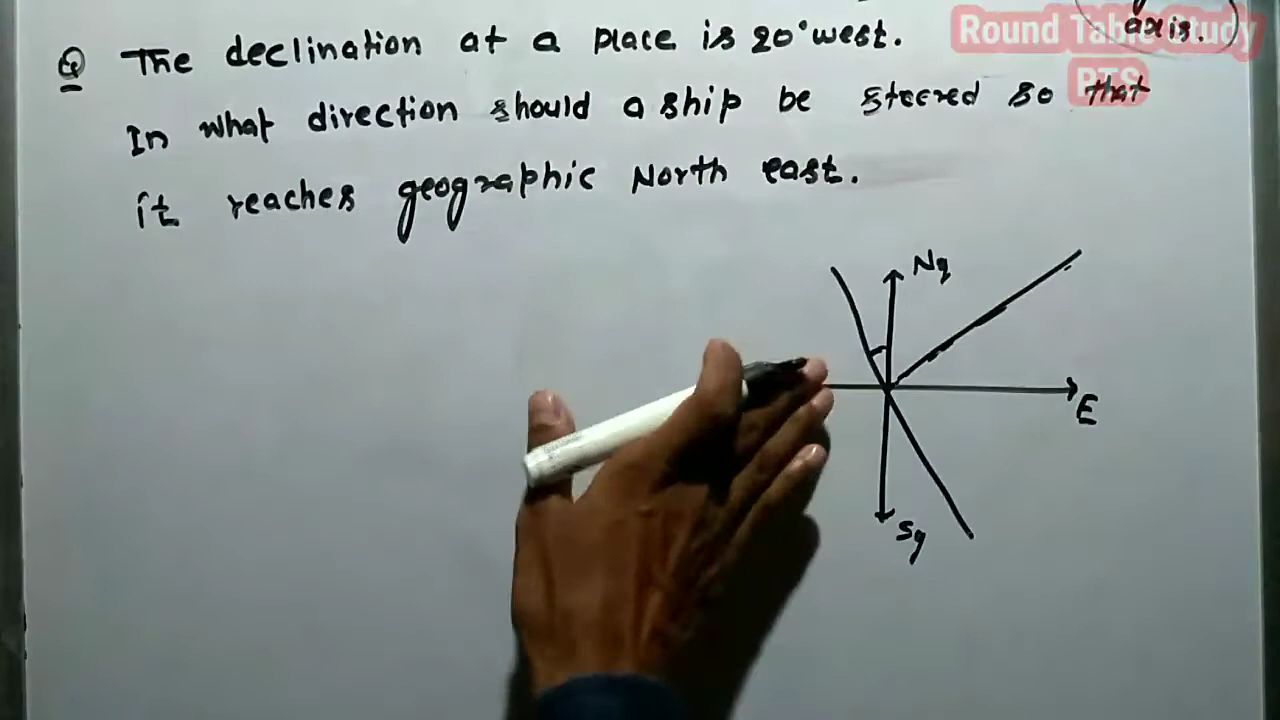 axis.)
Round Table Study
RTS
Q The declination at a place is 20° west.
In what direction should a ship be steered so that
it reaches geographic North east.
Ng
E
Sg